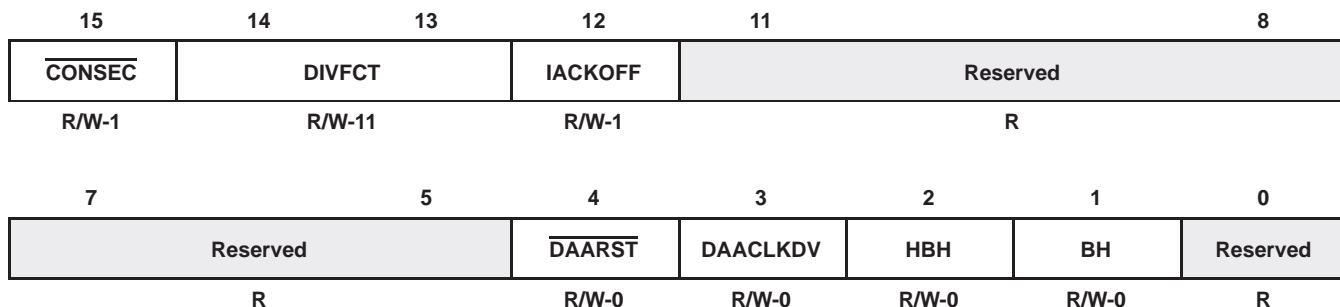 15 14 13 12 11 8
CONSEC DIVFCT IACKOFF Reserved
R/W-1 R/W-11 R/W-1 R
7 5 4 3 2 1 0
Reserved DAARST DAACLKDV HBH BH Reserved
R R/W-0 R/W-0 R/W-0 R/W-0 R